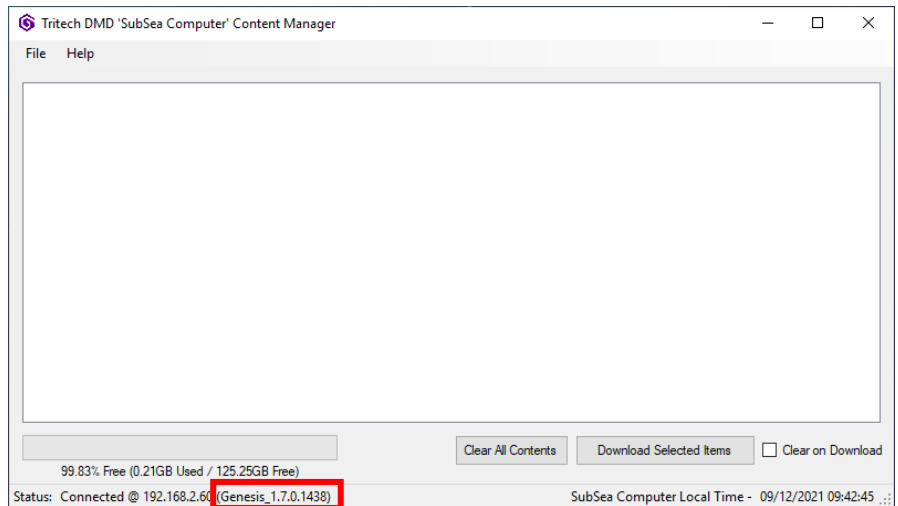 Tritech DMD 'SubSea Computer' Content Manager
File Help
Clear All Contents Download Selected Items Clear on Download
99.83% Free (0.21GB Used / 125.25GB Free)
Status: Connected @ 192.168.2.60 (Genesis_1.7.0.1438) SubSea Computer Local Time - 09/12/2021 09:42:45